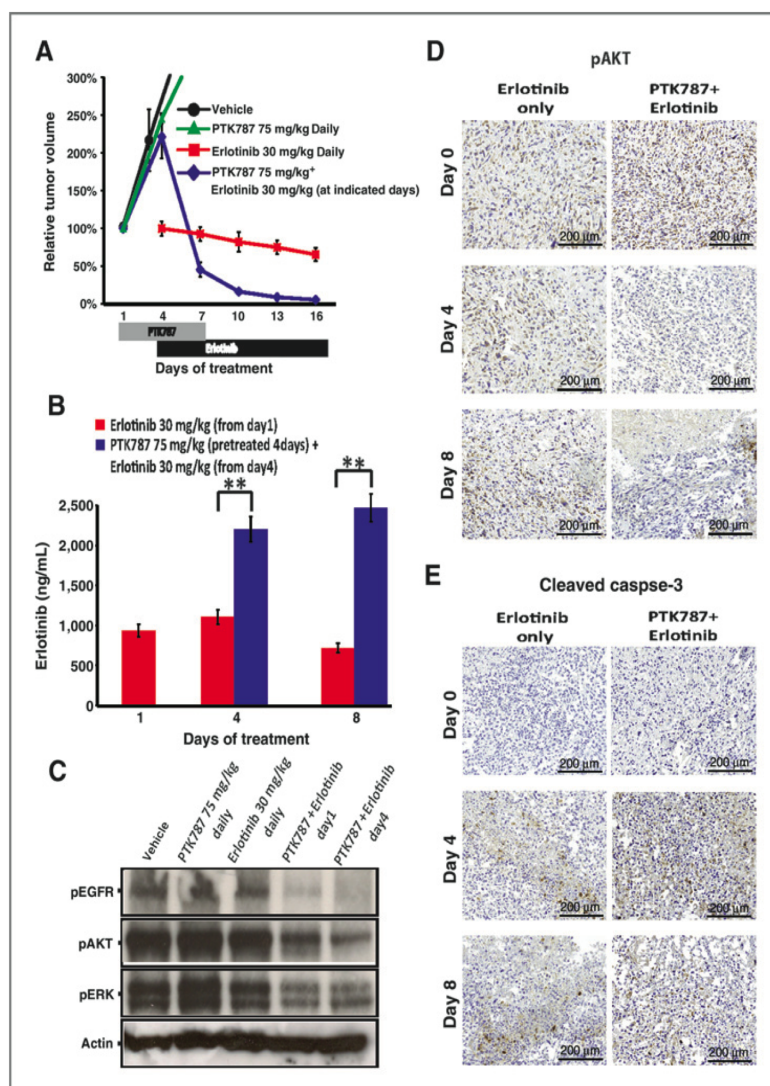 A
300%
250%
200%
150%
100%
50%
0%
Relative tumor volume
Vehicle
PTK787 75 mg/kg Daily
Erlotinib 30 mg/kg Daily
PTK787 75 mg/kg+
Erlotinib 30 mg/kg (at indicated days)
1 4 7 10 13 16
PTK787
Erlotinib
Days of treatment
B
Erlotinib 30 mg/kg (from day1)
PTK787 75 mg/kg (pretreated 4days) +
Erlotinib 30 mg/kg (from day4)
** **
2,500
2,000
1,500
1,000
500
0
Erlotinib (ng/mL)
1 4 8
Days of treatment
C
Vehicle
PTK787 75 mg/kg
daily
Erlotinib 30 mg/kg
daily
PTK787+Erlotinib
day1
PTK787+Erlotinib
day4
pEGFR
pAKT
pERK
Actin
D
pAKT
Erlotinib
only
PTK787+
Erlotinib
Day 0
200 µm 200 µm
Day 4
200 µm 200 µm
Day 8
200 µm 200 µm
E
Cleaved caspse-3
Erlotinib
only
PTK787+
Erlotinib
Day 0
200 µm 200 µm
Day 4
200 µm 200 µm
Day 8
200 µm 200 µm